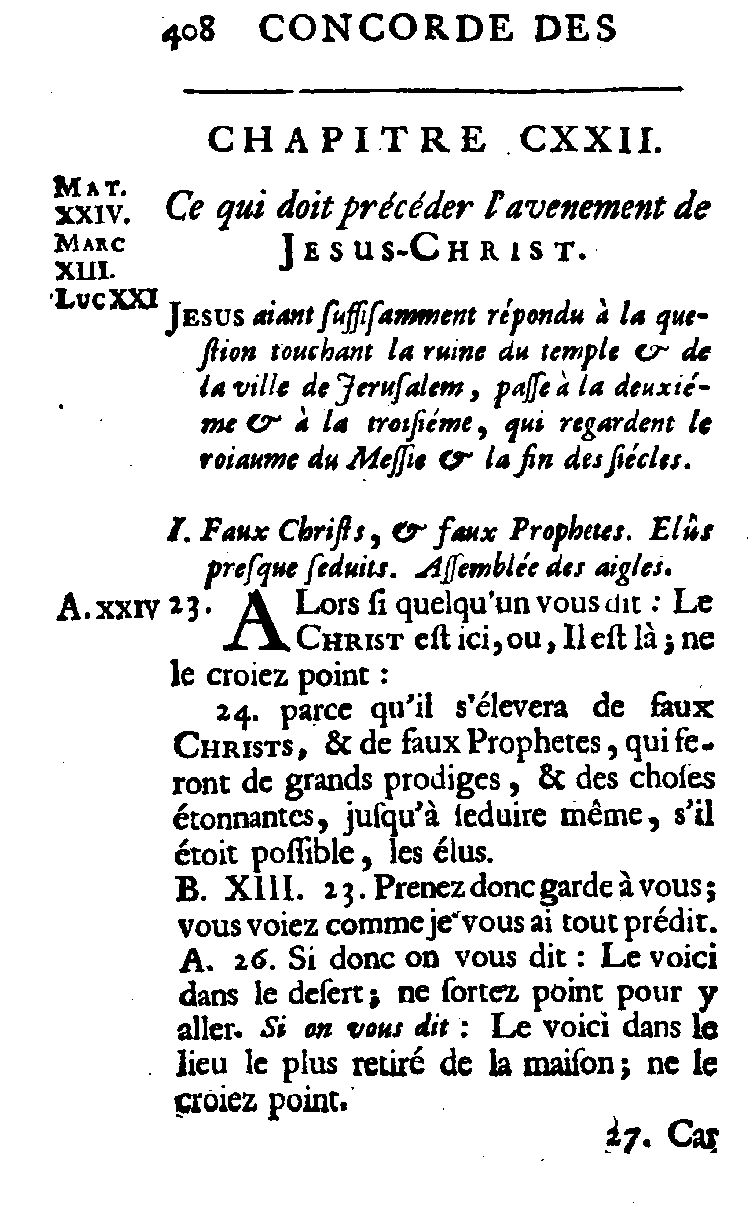 408 CONCORDE DES
CHAPITRE CXXII.
MAT.
XXIV.
MARC
XIII.
LUC XXI
Ce qui doit précéder l'avenement de
JESUS-CHRIST.
JESUS aiant ſuffiſamment répondu à la que-
ſtion touchant la ruine du temple & de
la ville de Jeruſalem, paſſe à la deuxié-
me & à la troiſiéme, qui regardent le
roiaume du Meſſie & la fin des ſiécles.
I. Faux Chriſts, & faux Prophetes. Elûs
preſque ſeduits. Aſſemblée des aigles.
A. XXIV 23. ALors ſi quelqu'un vous dit : Le
CHRIST eſt ici, ou, Il eſt là ; ne
le croiez point :
24. parce qu'il s'élevera de faux
CHRISTS, & de faux Prophetes, qui fe-
ront de grands prodiges, & des choſes
étonnantes, juſqu'à ſeduire même, s'il
étoit poſſible, les élus.
B. XIII. 23. Prenez donc garde à vous ;
vous voiez comme je vous ai tout prédit.
A. 26. Si donc on vous dit : Le voici
dans le deſert ; ne ſortez point pour y
aller. Si on vous dit : Le voici dans le
lieu le plus retiré de la maiſon ; ne le
croiez point.
27. Car